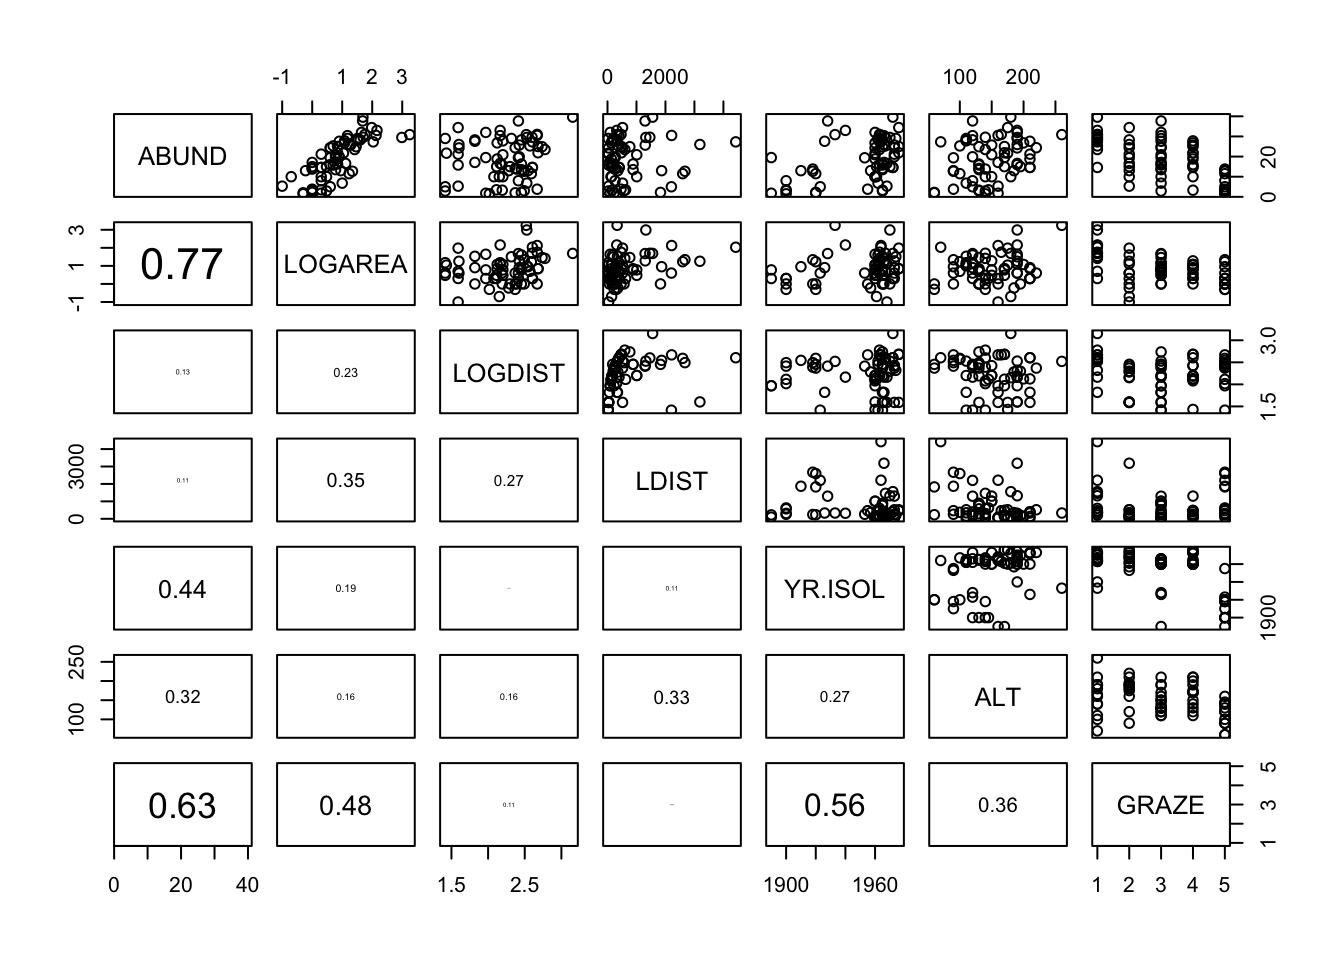 -1 1 2 3 0 2000 100 200
ABUND 0 20
-1 1 3 0.77 LOGAREA
0.13 0.23 LOGDIST 1.5 3.0
0 3000 0.11 0.35 0.27 LDIST
0.44 0.19 0.11 YR.ISOL 1900
100 250 0.32 0.16 0.16 0.33 0.27 ALT
0.63 0.48 0.11 0.56 0.36 GRAZE 1 3 5
0 20 40 1.5 2.5 1900 1960 1 2 3 4 5